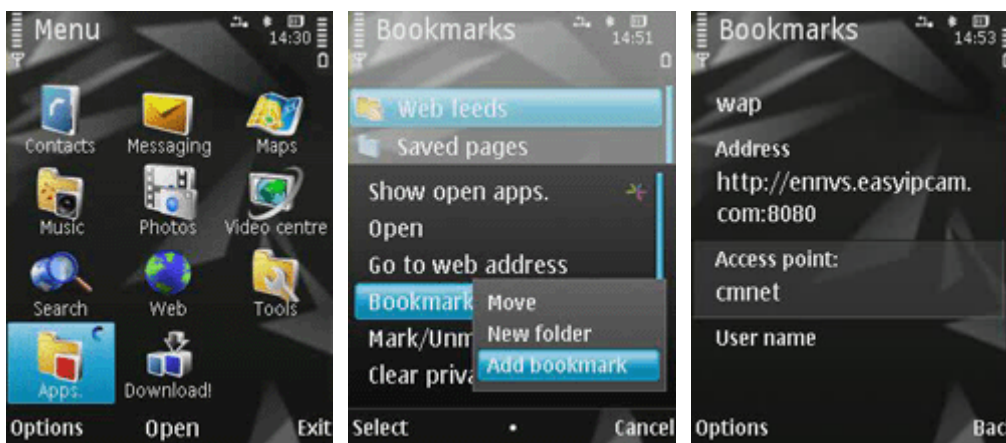 Menu
14:30
Contacts
Messaging
Maps
Music
Photos
Video centre
Search
Web
Tools
Apps.
Download!
Options
Open
Exit
Bookmarks
14:51
Web feeds
Saved pages
Show open apps.
Open
Go to web address
Bookmark
Move
Mark/Unm
New folder
Clear priva
Add bookmark
Select
Cancel
Bookmarks
14:53
wap
Address
http://ennvs.easyipcam.
com:8080
Access point:
cmnet
User name
Options
Bac